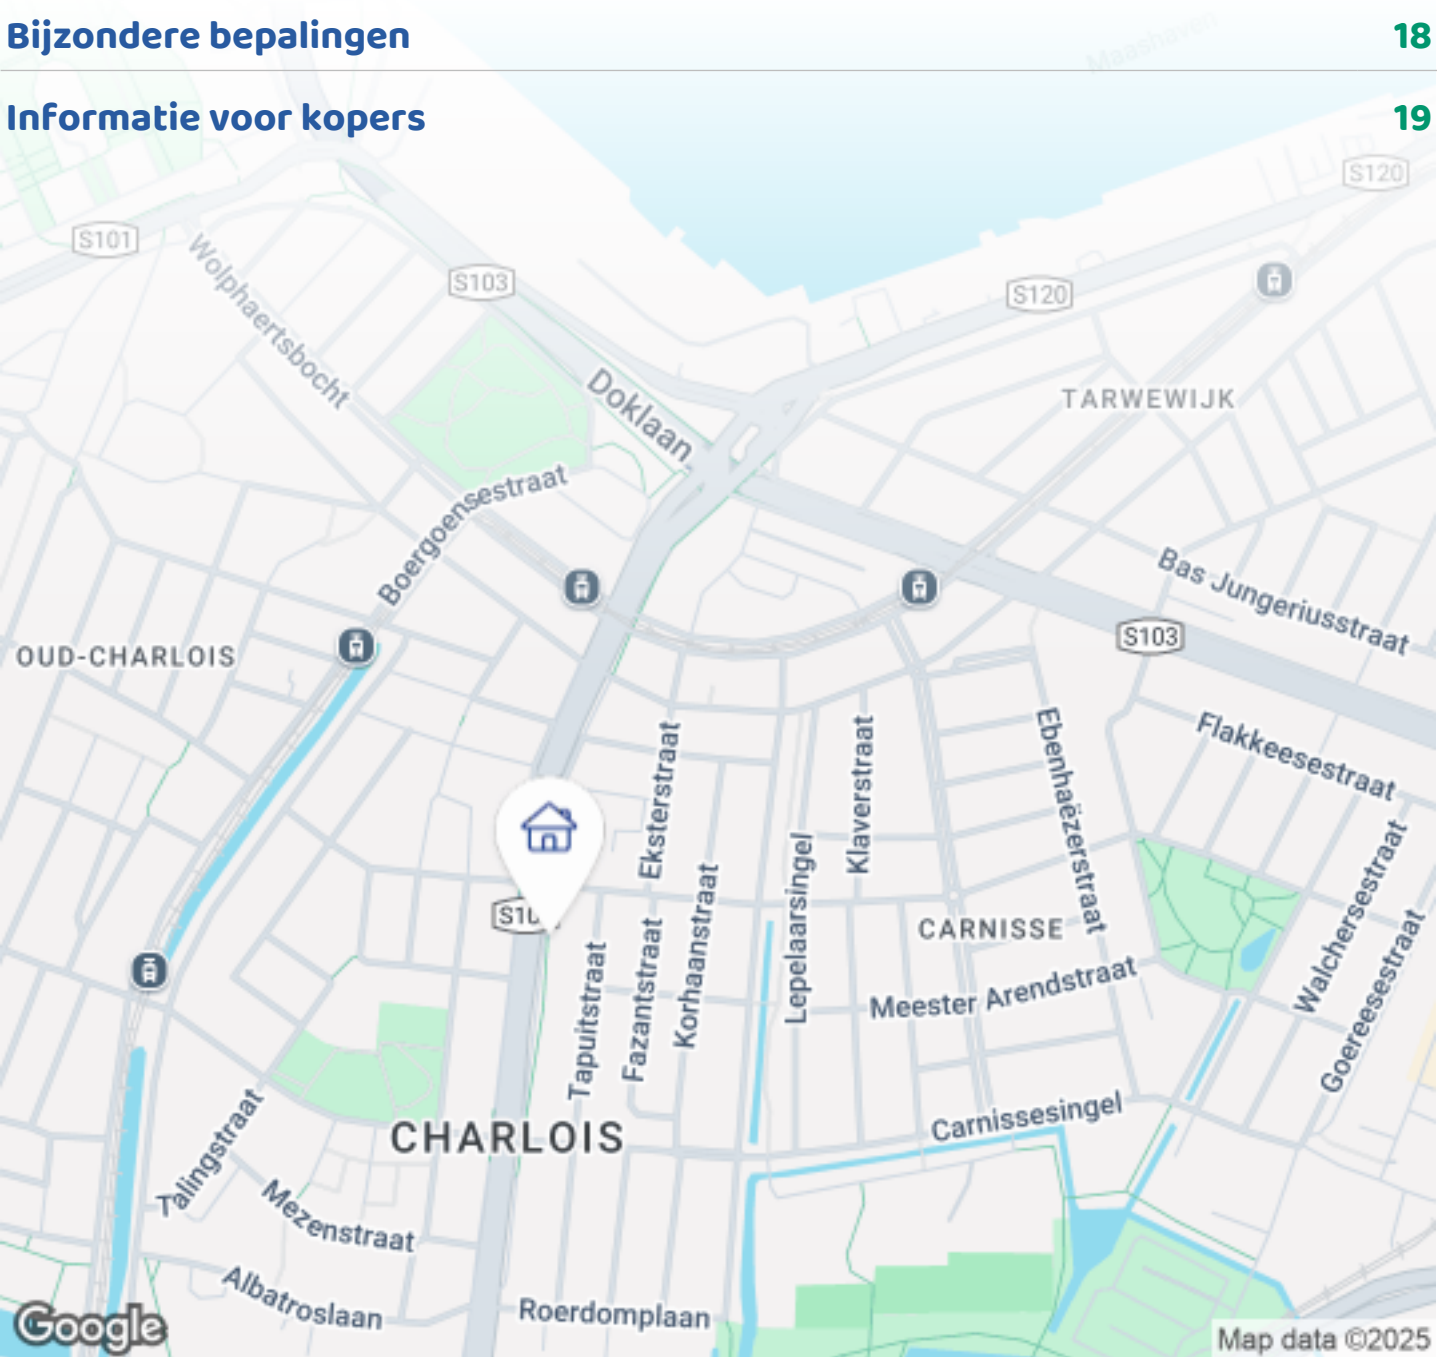 Bijzondere bepalingen 18
Informatie voor kopers 19
Maashaven
S120
S101
Wolphaertsbocht
S103
S120
Doklaan
TARWEWIJK
Boergoensestraat
Bas Jungeriusstraat
S103
OUD-CHARLOIS
Eksterstraat
Klaverstraat
Ebenhaëzerstraat
Flakkeesestraat
Lepelaarsingel
Korhaanstraat
Walchersestraat
S10
CARNISSE
Fazantstraat
Tapuitstraat
Meester Arendstraat
Goereesestraat
Carnissesingel
CHARLOIS
Talingstraat
Mezenstraat
Albatroslaan
Roerdomplaan
Google
Map data ©2025